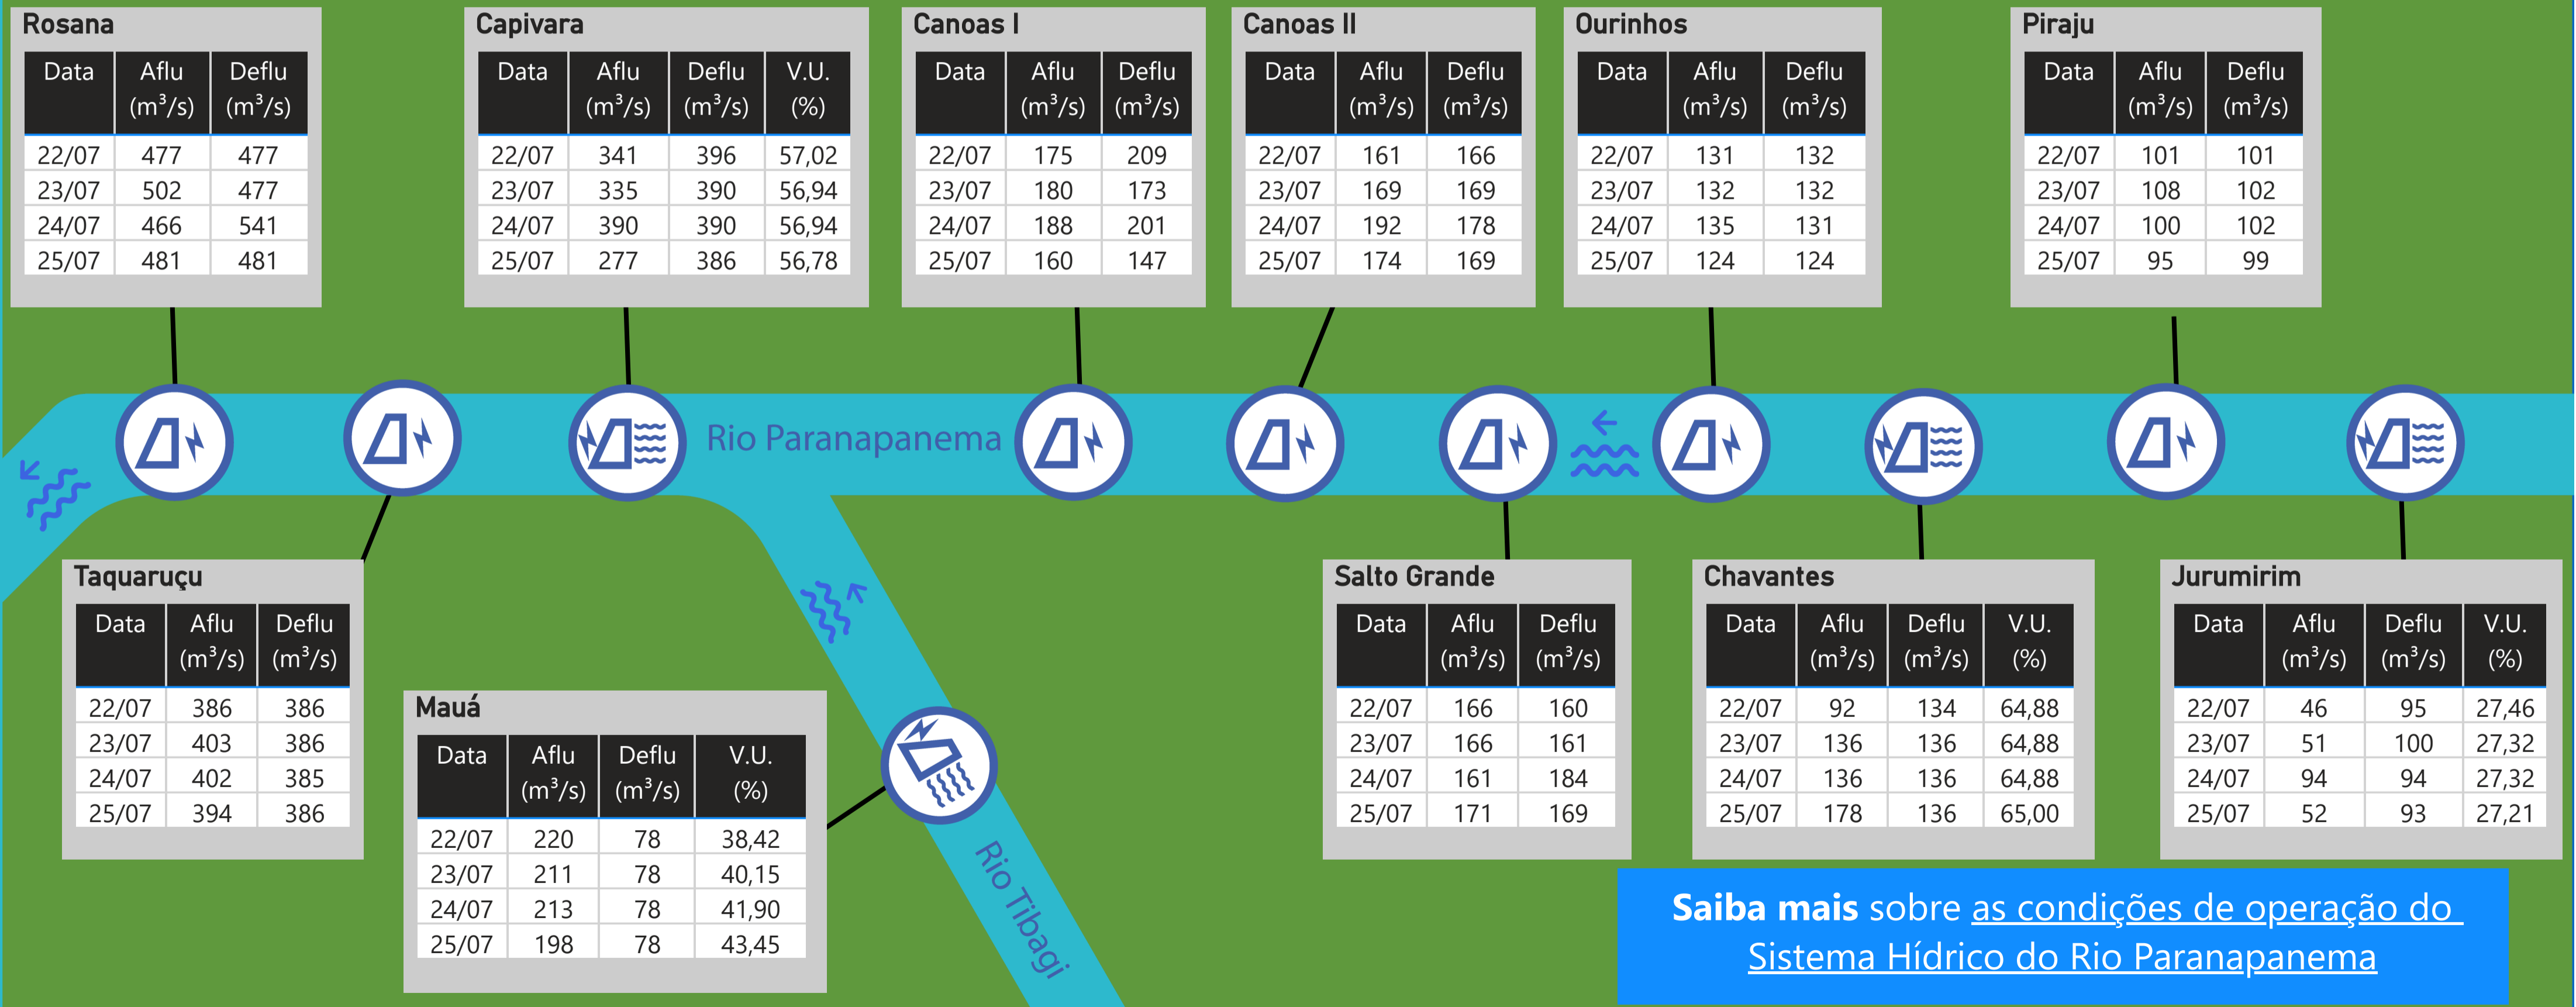 Rosana
Data Aflu (m³/s) Deflu (m³/s)
22/07 477 477
23/07 502 477
24/07 466 541
25/07 481 481
Capivara
Data Aflu (m³/s) Deflu (m³/s) V.U. (%)
22/07 341 396 57,02
23/07 335 390 56,94
24/07 390 390 56,94
25/07 277 386 56,78
Canoas I
Data Aflu (m³/s) Deflu (m³/s)
22/07 175 209
23/07 180 173
24/07 188 201
25/07 160 147
Canoas II
Data Aflu (m³/s) Deflu (m³/s)
22/07 161 166
23/07 169 169
24/07 192 178
25/07 174 169
Ourinhos
Data Aflu (m³/s) Deflu (m³/s)
22/07 131 132
23/07 132 132
24/07 135 131
25/07 124 124
Piraju
Data Aflu (m³/s) Deflu (m³/s)
22/07 101 101
23/07 108 102
24/07 100 102
25/07 95 99
Rio Paranapanema
Taquaruçu
Data Aflu (m³/s) Deflu (m³/s)
22/07 386 386
23/07 403 386
24/07 402 385
25/07 394 386
Mauá
Data Aflu (m³/s) Deflu (m³/s) V.U. (%)
22/07 220 78 38,42
23/07 211 78 40,15
24/07 213 78 41,90
25/07 198 78 43,45
Rio Tibagi
Salto Grande
Data Aflu (m³/s) Deflu (m³/s)
22/07 166 160
23/07 166 161
24/07 161 184
25/07 171 169
Chavantes
Data Aflu (m³/s) Deflu (m³/s) V.U. (%)
22/07 92 134 64,88
23/07 136 136 64,88
24/07 136 136 64,88
25/07 178 136 65,00
Jurumirim
Data Aflu (m³/s) Deflu (m³/s) V.U. (%)
22/07 46 95 27,46
23/07 51 100 27,32
24/07 94 94 27,32
25/07 52 93 27,21
Saiba mais sobre as condições de operação do
Sistema Hídrico do Rio Paranapanema